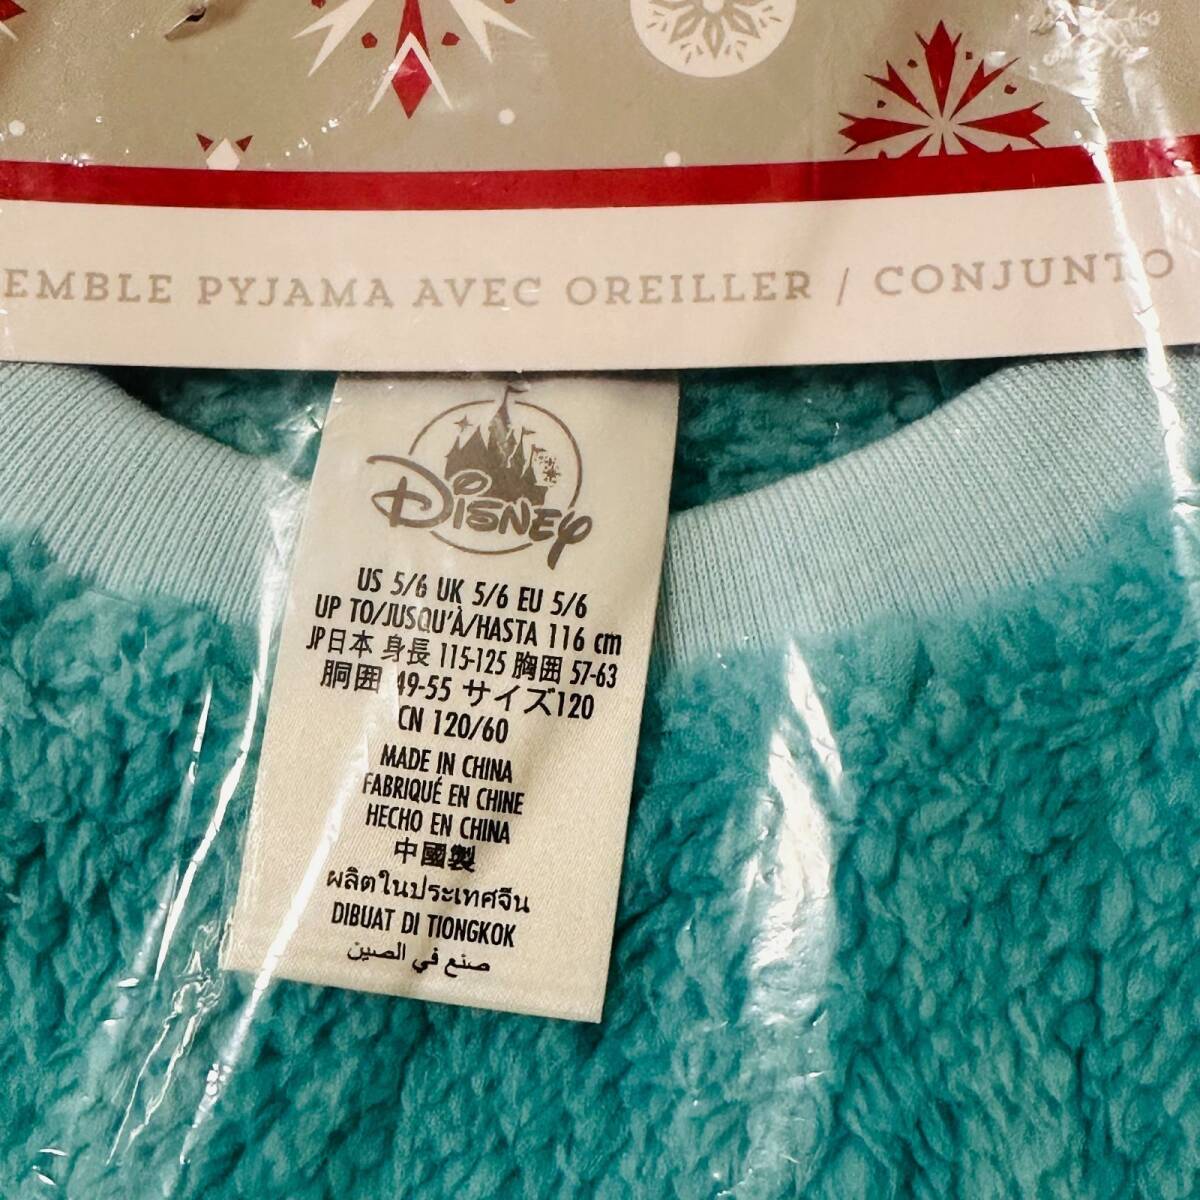 EMBLE PYJAMA AVEC OREILLER / CONJUNTO
DISNEY
US 5/6 UK 5/6 EU 5/6
UP TO/JUSQU'À/HASTA 116 cm
JP日本 身長 115-125 胸囲 57-63
胴囲 49-55 サイズ120
CN 120/60
MADE IN CHINA
FABRIQUÉ EN CHINE
HECHO EN CHINA
中國製
ผลิตในประเทศจีน
DIBUAT DI TIONGKOK
صنع في الصين